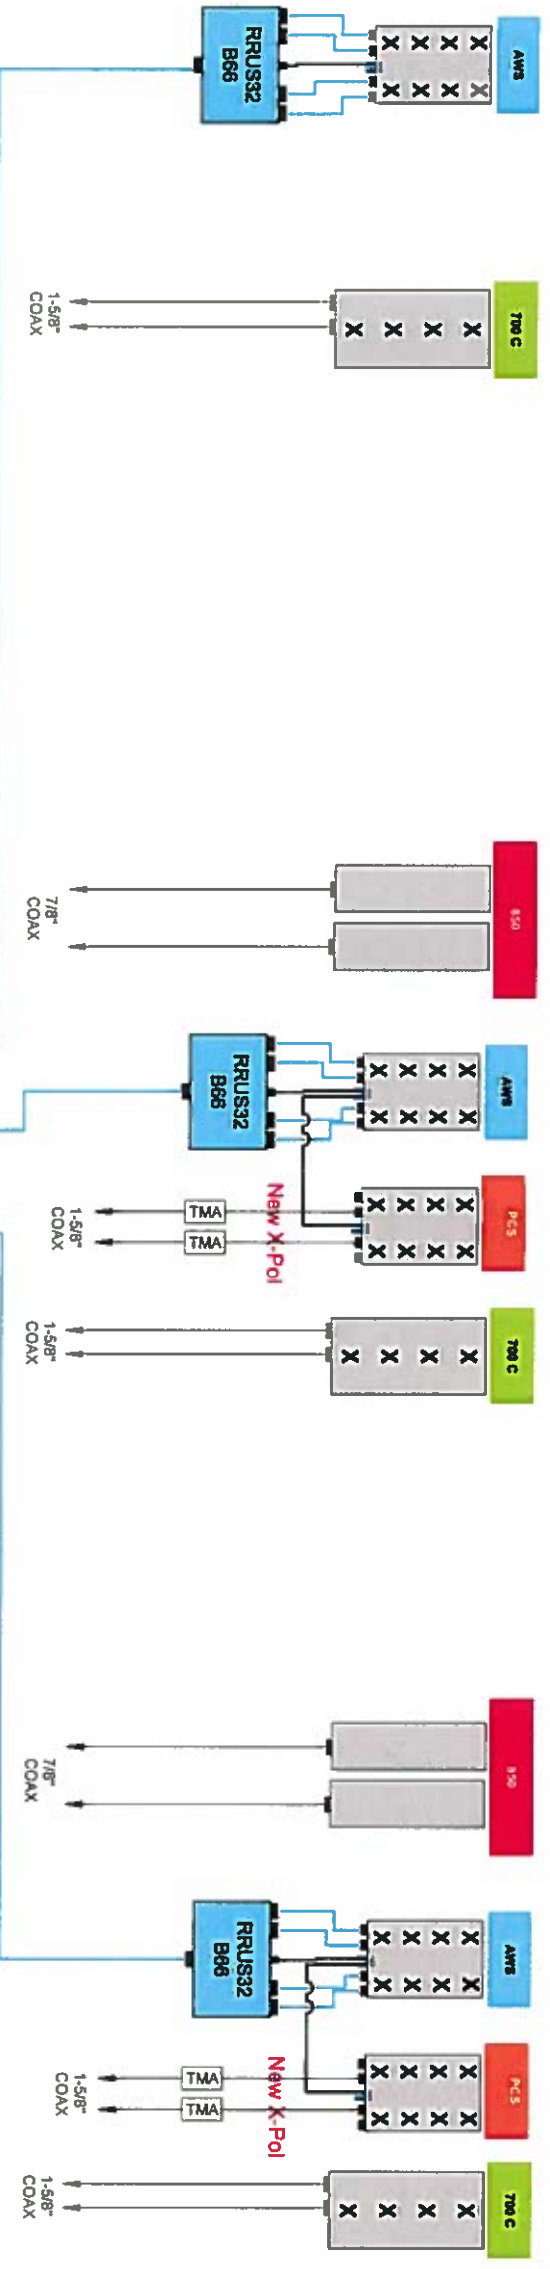 AWS
RRUS32
B66
700 C
1-5/8"
COAX
850
7/8"
COAX
AWS
RRUS32
B66
PCS
New X-Pol
TMA
TMA
1-5/8"
COAX
700 C
1-5/8"
COAX
850
7/8"
COAX
AWS
RRUS32
B66
PCS
New X-Pol
TMA
TMA
1-5/8"
COAX
700 C
1-5/8"
COAX